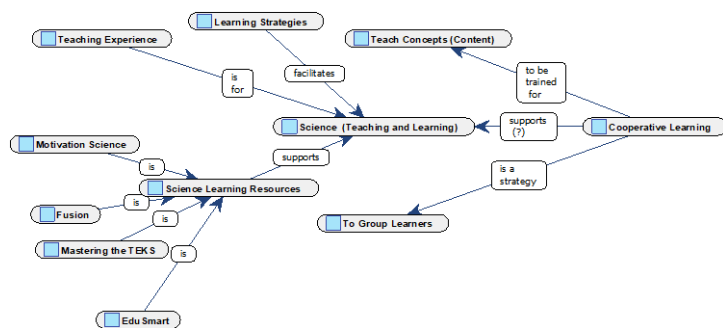 Learning Strategies
Teaching Experience
Teach Concepts (Content)
facilitates
to be
trained
for
is
for
Science (Teaching and Learning)
supports
(?)
Cooperative Learning
Motivation Science
is
supports
is a
strategy
Science Learning Resources
is
Fusion
is
To Group Learners
Mastering the TEKS
is
Edu Smart